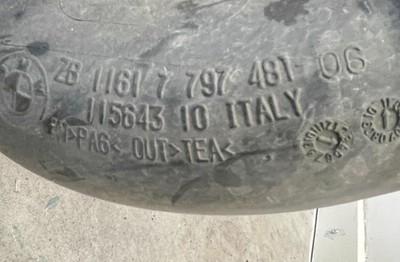 ZB 1161 7 797 481-06
115643 10 ITALY
>PA6< OUT>TEA<